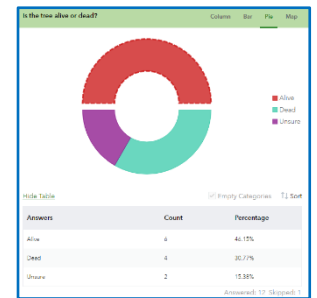 Is the tree alive or dead?
Column Bar Pie Map
Alive
Dead
Unsure
Hide Table
Empty Categories
Sort
Answers Count Percentage
Alive 6 46.15%
Dead 4 30.77%
Unsure 2 15.38%
Answered: 12 Skipped: 1